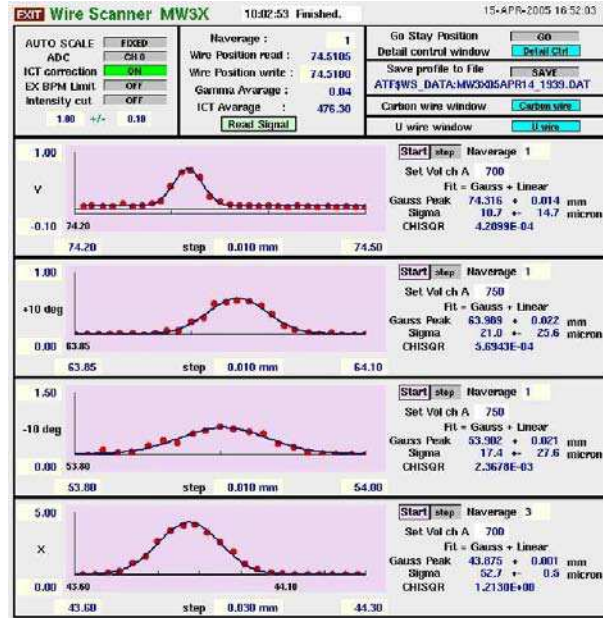 EXIT Wire Scanner MW3X 10:02:53 Finished. 15-APR-2005 16:52:03
AUTO SCALE FIXED
ADC CH 0
ICT correction ON
EX BPM Limit OFF
Intensity cut OFF
1.00 +/- 0.10
Naverage : 1
Wire Position read : 74.5105
Wire Position write : 74.5100
Gamma Avarage : 0.04
ICT Avarage : 476.30
Read Signal
Go Stay Position GO
Detail control window Detail Ctrl
Save profile to File SAVE
ATF$WS_DATA:MW3X05APR14_1939.DAT
Carbon wire window Carbon wire
U wire window U wire
1.00
Y
-0.10 74.20
74.20 step 0.010 mm 74.50
Start stop Naverage 1
Set Vol ch A 700
Fit = Gauss + Linear
Gauss Peak 74.316 + 0.014 mm
Sigma 10.7 +- 14.7 micron
CHISQR 4.2099E-04
1.00
+10 deg
0.00 63.85
63.85 step 0.010 mm 64.10
Start stop Naverage 1
Set Vol ch A 750
Fit = Gauss + Linear
Gauss Peak 63.989 + 0.022 mm
Sigma 21.0 +- 25.6 micron
CHISQR 5.6943E-04
1.50
-10 deg
0.00 53.80
53.80 step 0.010 mm 54.00
Start stop Naverage 1
Set Vol ch A 750
Fit = Gauss + Linear
Gauss Peak 53.902 + 0.021 mm
Sigma 17.4 +- 27.6 micron
CHISQR 2.3678E-03
5.00
X
0.00 43.60 44.10
43.60 step 0.030 mm 44.30
Start stop Naverage 3
Set Vol ch A 700
Fit = Gauss + Linear
Gauss Peak 43.875 + 0.001 mm
Sigma 52.7 +- 0.5 micron
CHISQR 1.2130E+00